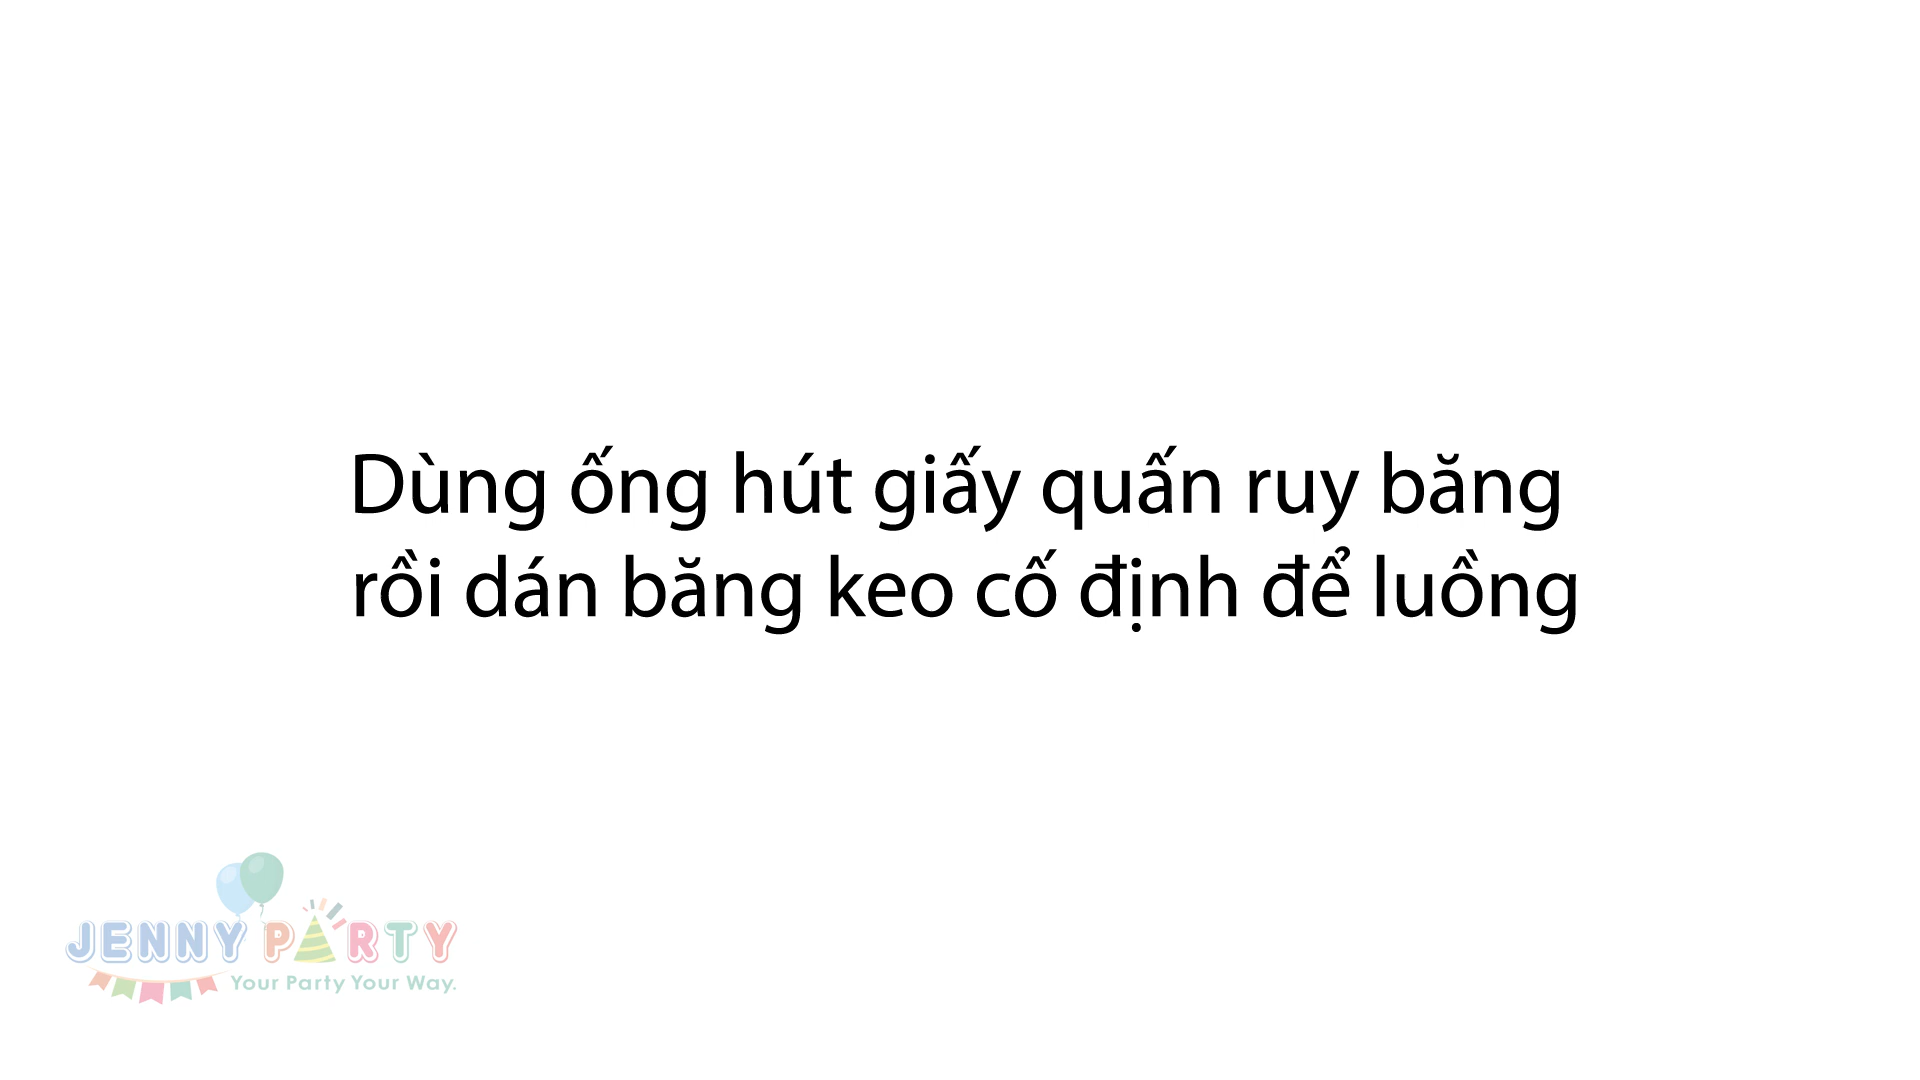 Dùng ống hút giấy quấn ruy băng
rồi dán băng keo cố định để luồng
JENNY PARTY
Your Party Your Way.